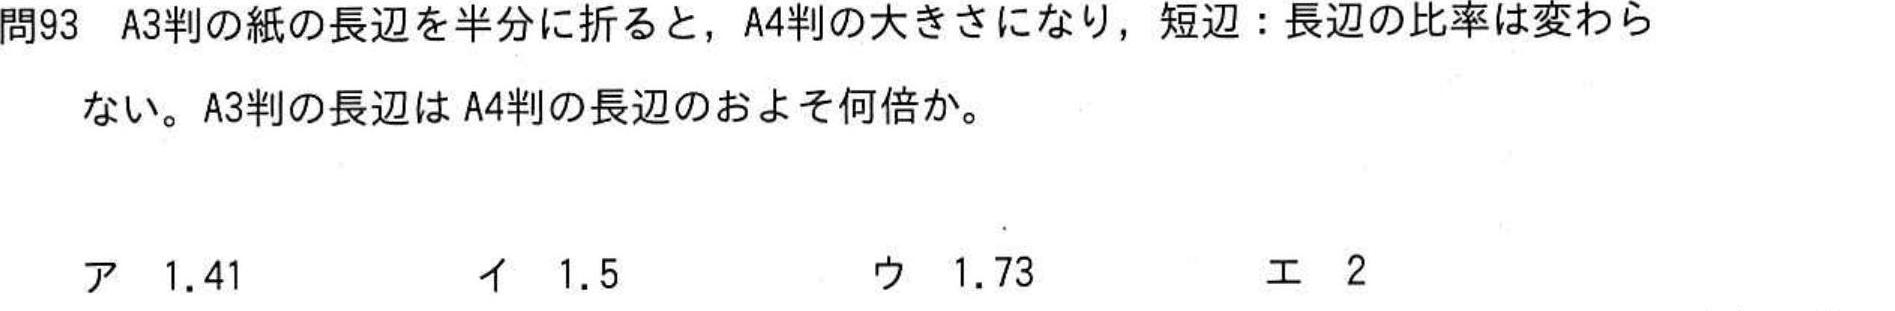 問93 A3判の紙の長辺を半分に折ると，A4判の大きさになり，短辺：長辺の比率は変わら
ない。A3判の長辺は A4判の長辺のおよそ何倍か。
ア 1.41 イ 1.5 ウ 1.73 エ 2